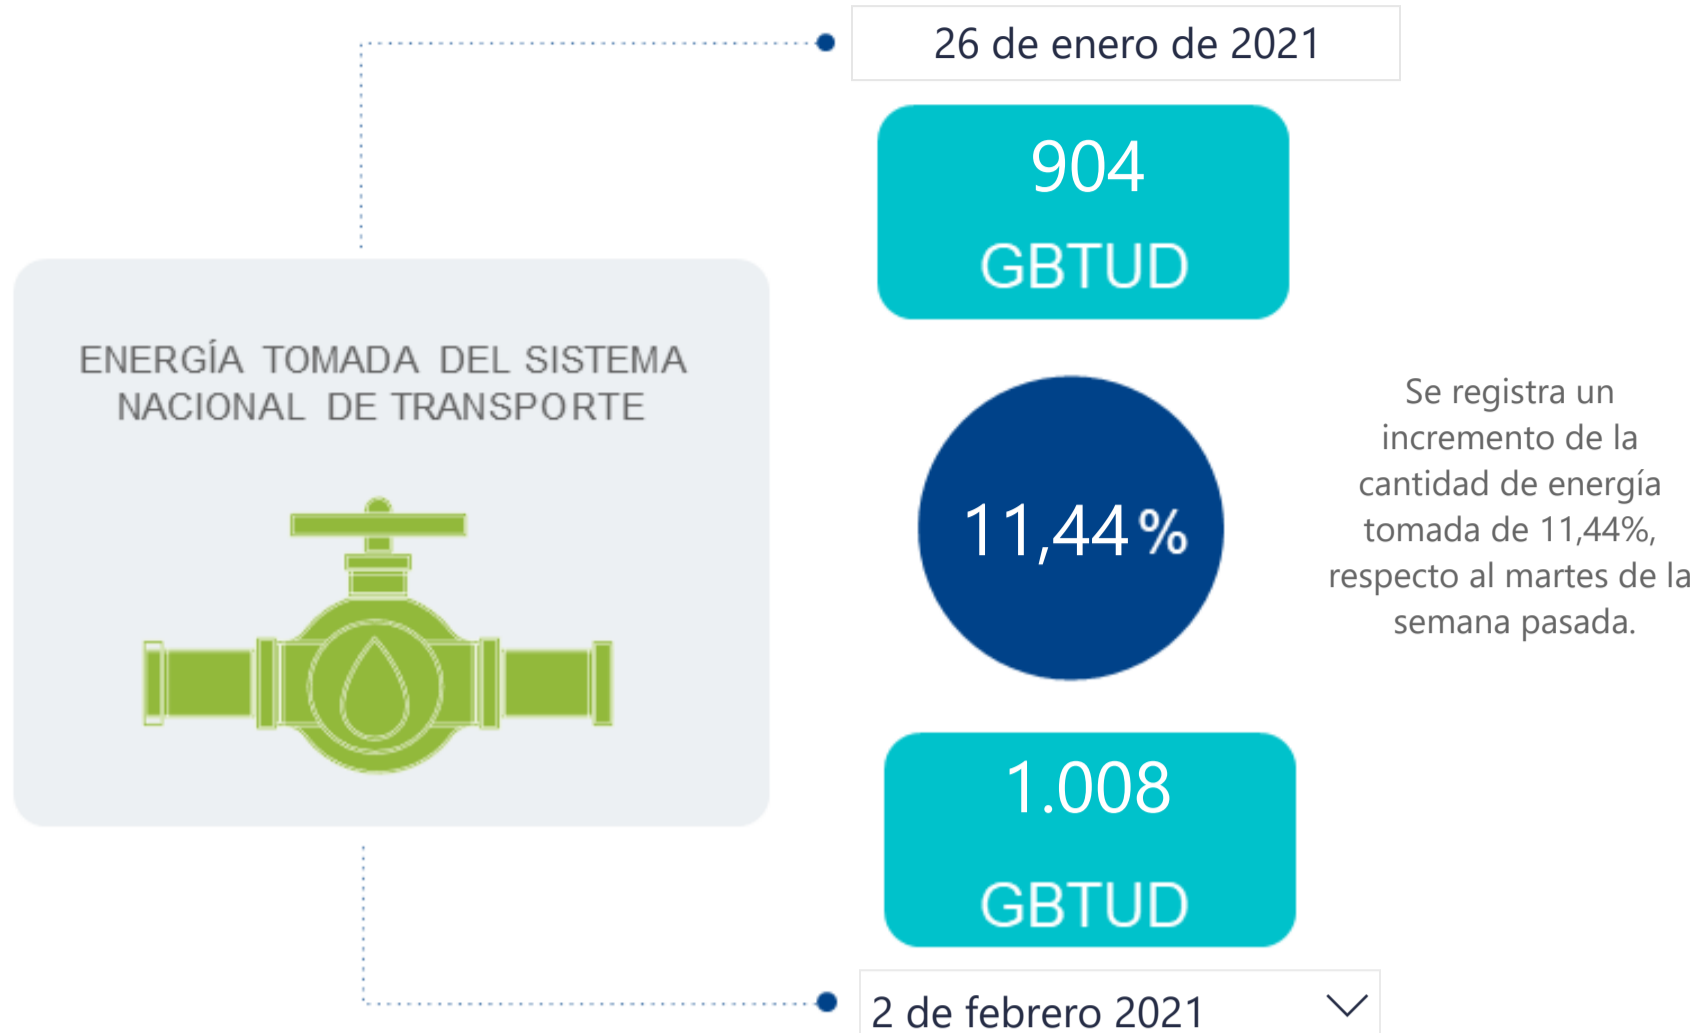 26 de enero de 2021
904
GBTUD
ENERGÍA TOMADA DEL SISTEMA
NACIONAL DE TRANSPORTE
11,44%
Se registra un
incremento de la
cantidad de energía
tomada de 11,44%,
respecto al martes de la
semana pasada.
1.008
GBTUD
2 de febrero 2021